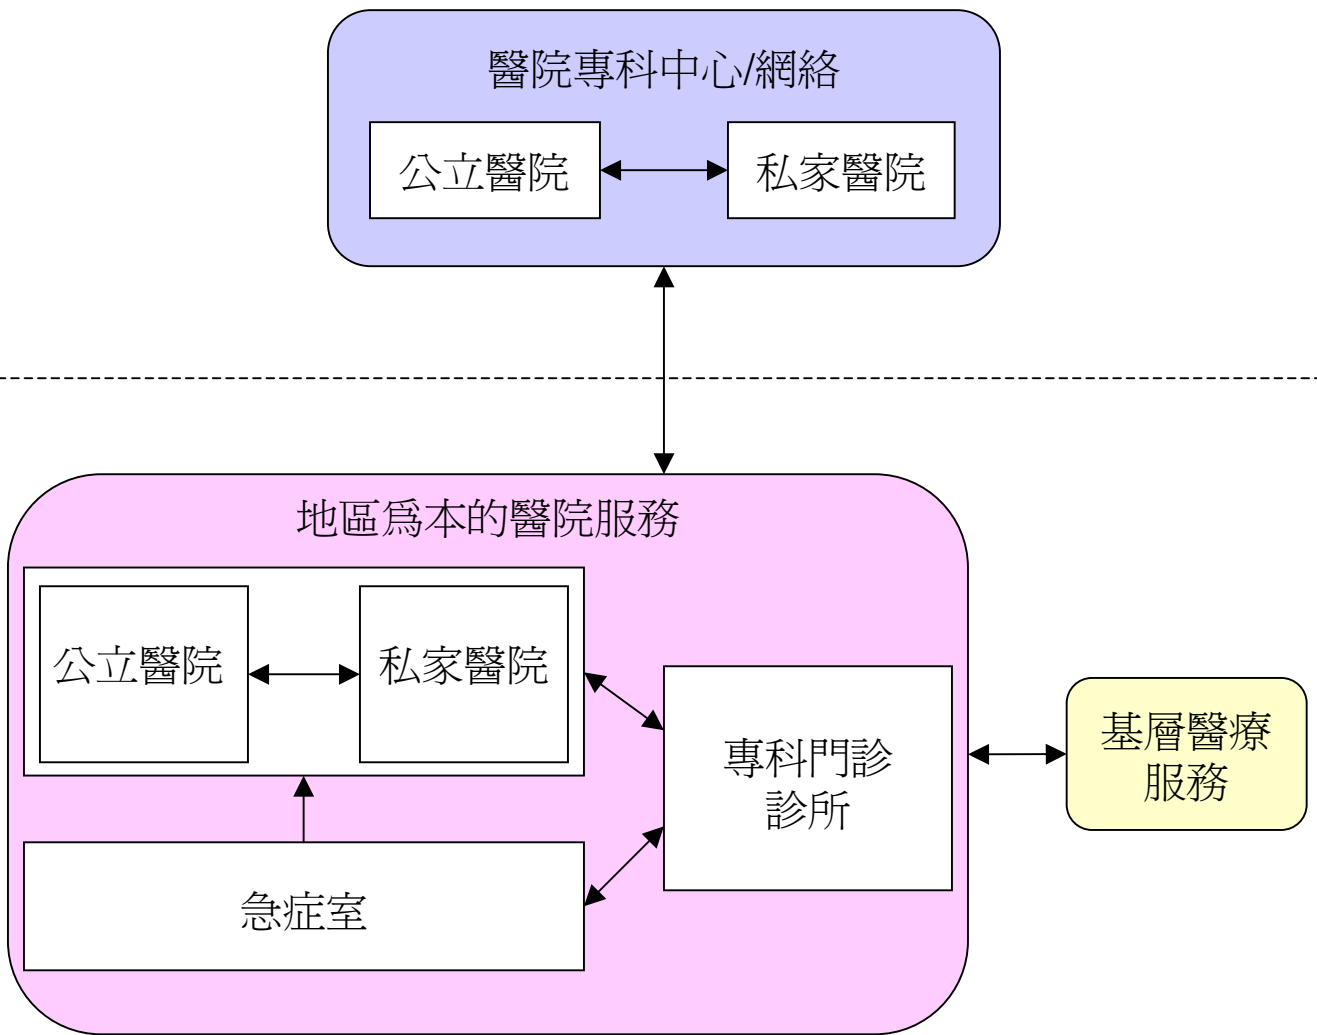 醫院專科中心/網絡
公立醫院
私家醫院
地區爲本的醫院服務
公立醫院
私家醫院
專科門診
診所
急症室
基層醫療
服務